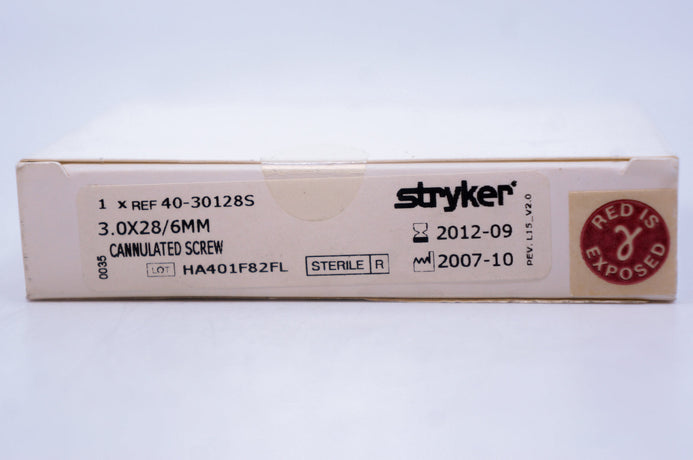 1 x REF 40-30128S
3.0X28/6MM
CANNULATED SCREW
0035
LOT HA401F82FL
STERILE R
stryker®
2012-09
2007-10
REV. L15_V2.0
RED IS
γ
EXPOSED